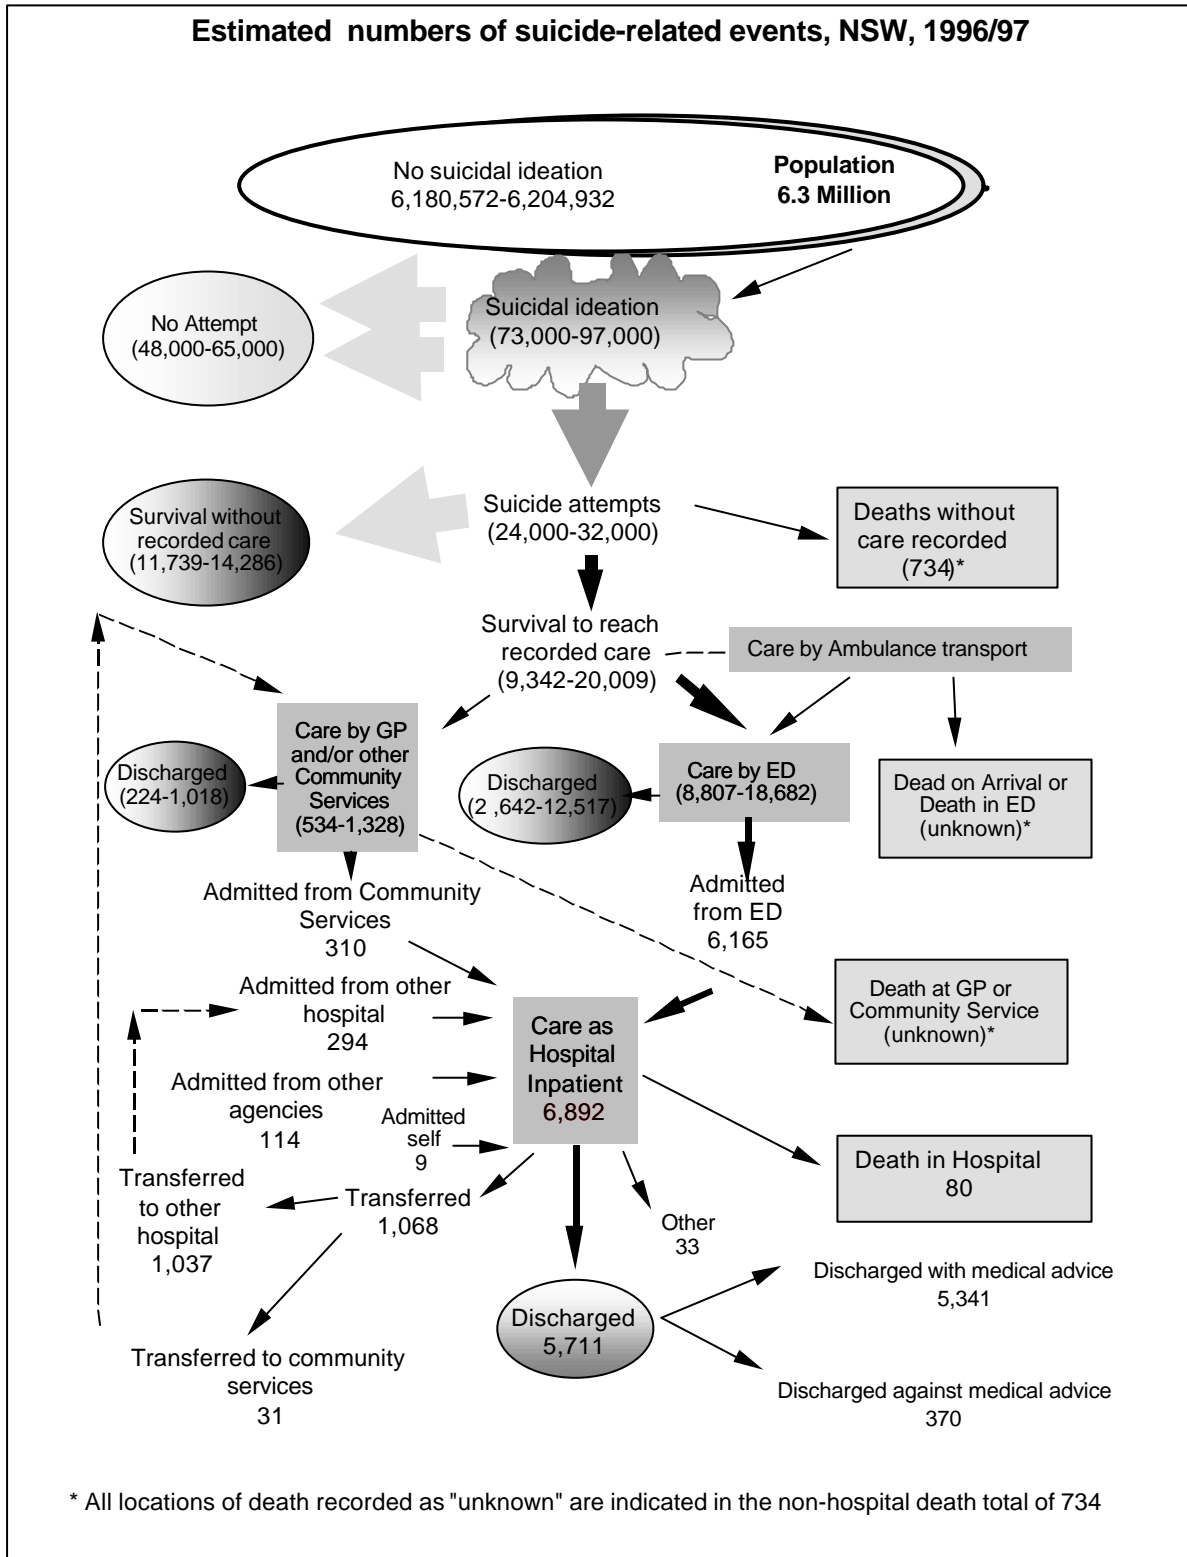 Estimated numbers of suicide-related events, NSW, 1996/97
No suicidal ideation
6,180,572-6,204,932
Population
6.3 Million
Suicidal ideation
(73,000-97,000)
No Attempt
(48,000-65,000)
Suicide attempts
(24,000-32,000)
Survival without
recorded care
(11,739-14,286)
Deaths without
care recorded
(734)*
Survival to reach
recorded care
(9,342-20,009)
Care by Ambulance transport
Care by GP
and/or other
Community
Services
(534-1,328)
Discharged
(224-1,018)
Discharged
(2 ,642-12,517)
Care by ED
(8,807-18,682)
Dead on Arrival or
Death in ED
(unknown)*
Admitted from Community
Services
310
Admitted
from ED
6,165
Admitted from other
hospital
294
Care as
Hospital
Inpatient
6,892
Death at GP or
Community Service
(unknown)*
Admitted from other
agencies
114
Admitted
self
9
Death in Hospital
80
Transferred
to other
hospital
1,037
Transferred
1,068
Other
33
Discharged
5,711
Discharged with medical advice
5,341
Transferred to community
services
31
Discharged against medical advice
370
* All locations of death recorded as "unknown" are indicated in the non-hospital death total of 734